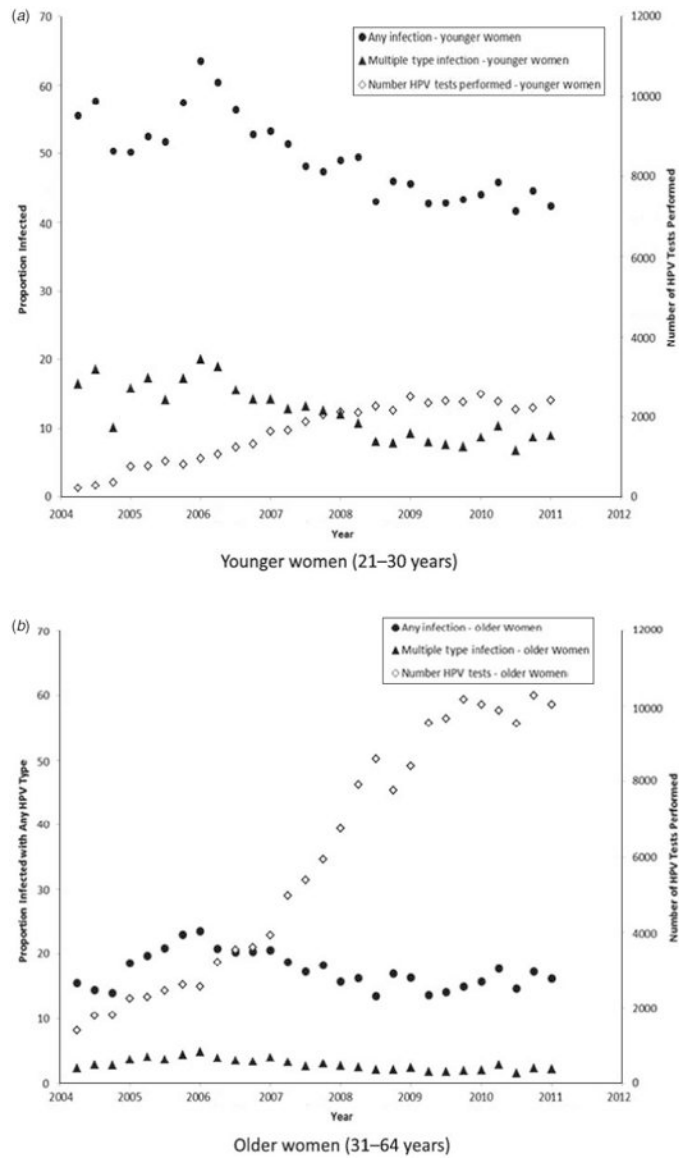 (a)
70
60
50
40
30
20
10
0
Proportion Infected
12000
10000
8000
6000
4000
2000
0
Number of HPV Tests Performed
Any infection - younger women
Multiple type infection - younger women
Number HPV tests performed - younger women
2004 2005 2006 2007 2008 2009 2010 2011 2012
Year
Younger women (21–30 years)
(b)
70
60
50
40
30
20
10
0
Proportion Infected with Any HPV Type
12000
10000
8000
6000
4000
2000
0
Number of HPV Tests Performed
Any infection - older women
Multiple type infection - older women
Number HPV tests - older women
2004 2005 2006 2007 2008 2009 2010 2011 2012
Year
Older women (31–64 years)